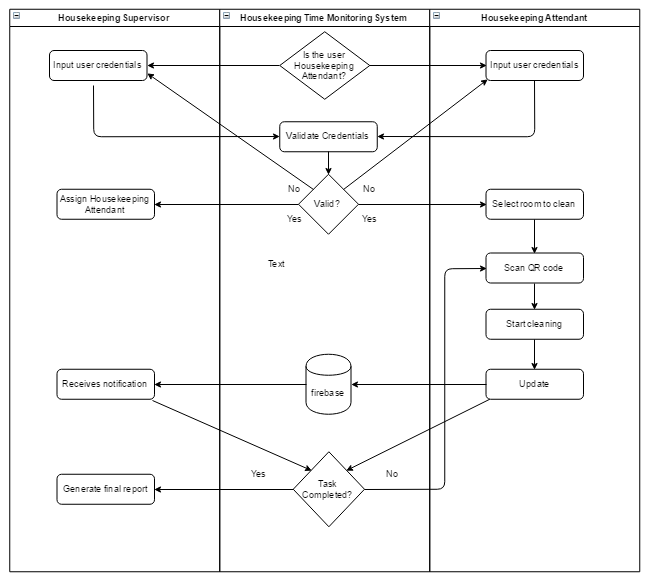 Housekeeping Supervisor
Housekeeping Time Monitoring System
Housekeeping Attendant
Is the user
Housekeeping
Attendant?
Input user credentials
Input user credentials
Validate Credentials
No
No
Valid?
Yes
Yes
Assign Housekeeping
Attendant
Select room to clean
Text
Scan QR code
Start cleaning
Receives notification
firebase
Update
Yes
No
Task
Completed?
Generate final report